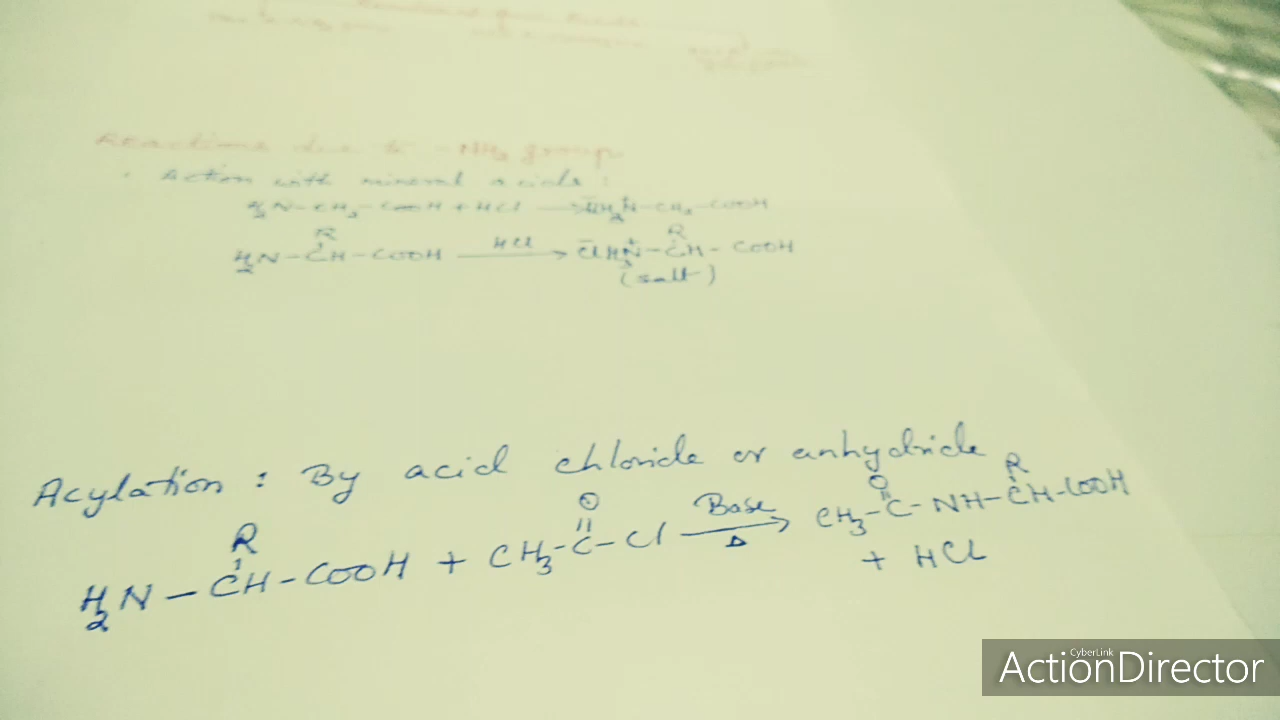 Reactions due to -NH₂ group
Action with mineral acids :
H₂N-CH₂-COOH + HCl ⟶ C̄lH₃N⁺-CH₂-COOH
R R
H₂N-CH-COOH HCl⟶ C̄lH₃N⁺-CH-COOH
(salt)
Acylation : By acid chloride or anhydride
R O Base O R
H₂N-CH-COOH + CH₃-C-Cl ⟶ CH₃-C-NH-CH-COOH
Δ + HCl
CyberLink
ActionDirector